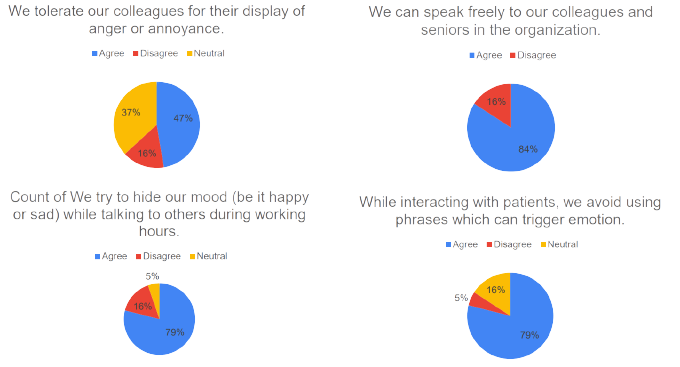 We tolerate our colleagues for their display of
anger or annoyance.
Agree Disagree Neutral
37%
47%
16%
We can speak freely to our colleagues and
seniors in the organization.
Agree Disagree
16%
84%
Count of We try to hide our mood (be it happy
or sad) while talking to others during working
hours.
Agree Disagree Neutral
5%
16%
79%
While interacting with patients, we avoid using
phrases which can trigger emotion.
Agree Disagree Neutral
16%
5%
79%